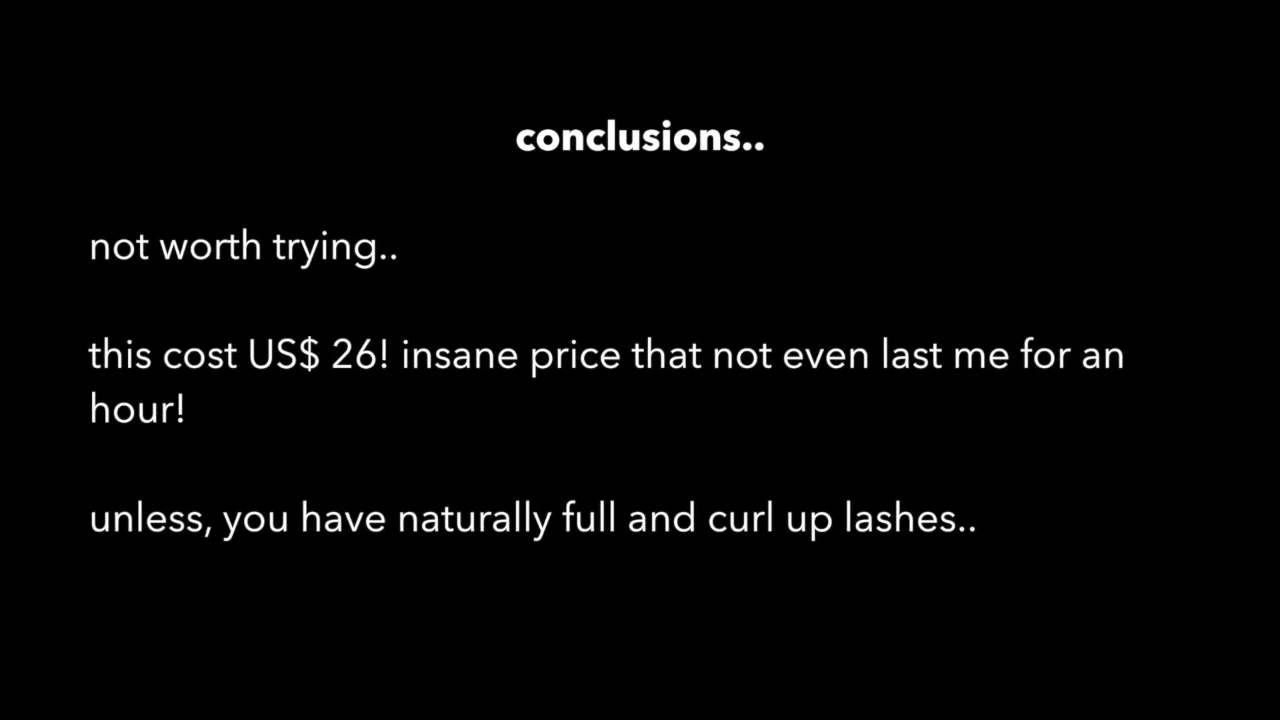 conclusions..
not worth trying..
this cost US$ 26! insane price that not even last me for an
hour!
unless, you have naturally full and curl up lashes..